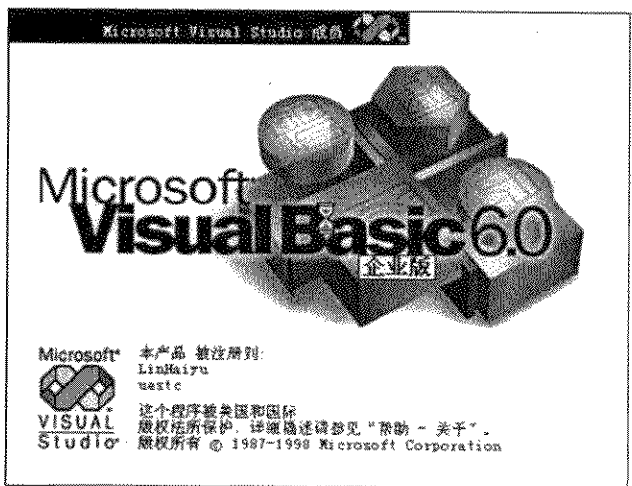 Microsoft Visual Studio 成员
Microsoft
Visual Basic 6.0
企业版
Microsoft
VISUAL
Studio
本产品 被注册到:
LinHaiyu
uestc
这个程序被美国和国际
版权法所保护. 详细描述请参见 "帮助 - 关于".
版权所有 © 1987-1998 Microsoft Corporation